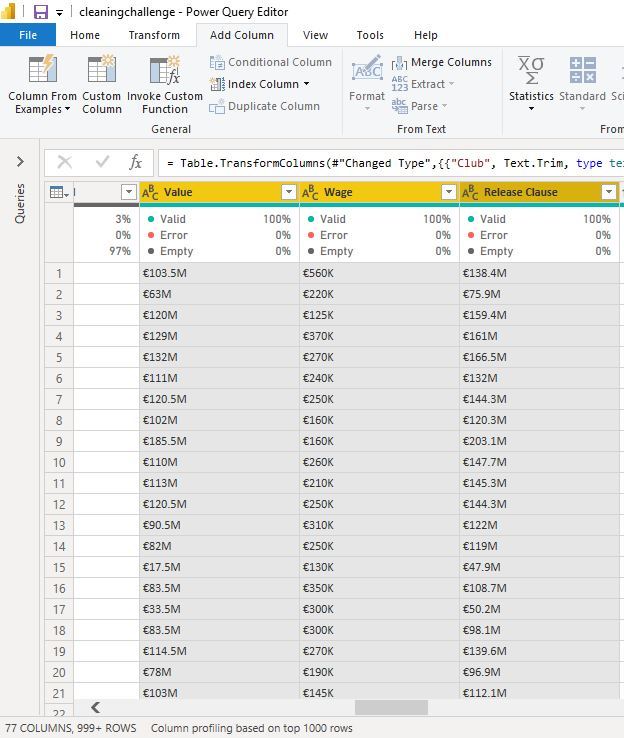 cleaningchallenge - Power Query Editor
File Home Transform Add Column View Tools Help
Column From Examples
Custom Column
Invoke Custom Function
Conditional Column
Index Column
Duplicate Column
General
Format
Merge Columns
Extract
Parse
From Text
Statistics Standard
From
Queries
fx = Table.TransformColumns(#"Changed Type",{{"Club", Text.Trim, type
Value Wage Release Clause
3% Valid 100% Valid 0% Valid 100%
0% Error 0% Error 0% Error 0%
97% Empty 0% Empty 0% Empty 0%
1 €103.5M €560K €138.4M
2 €63M €220K €75.9M
3 €120M €125K €159.4M
4 €129M €370K €161M
5 €132M €270K €166.5M
6 €111M €240K €132M
7 €120.5M €250K €144.3M
8 €102M €160K €120.3M
9 €185.5M €160K €203.1M
10 €110M €260K €147.7M
11 €113M €210K €145.3M
12 €120.5M €250K €144.3M
13 €90.5M €310K €122M
14 €82M €250K €119M
15 €17.5M €130K €47.9M
16 €83.5M €350K €108.7M
17 €33.5M €300K €50.2M
18 €83.5M €300K €98.1M
19 €114.5M €270K €139.6M
20 €78M €190K €96.9M
21 €103M €145K €112.1M
22
77 COLUMNS, 999+ ROWS Column profiling based on top 1000 rows